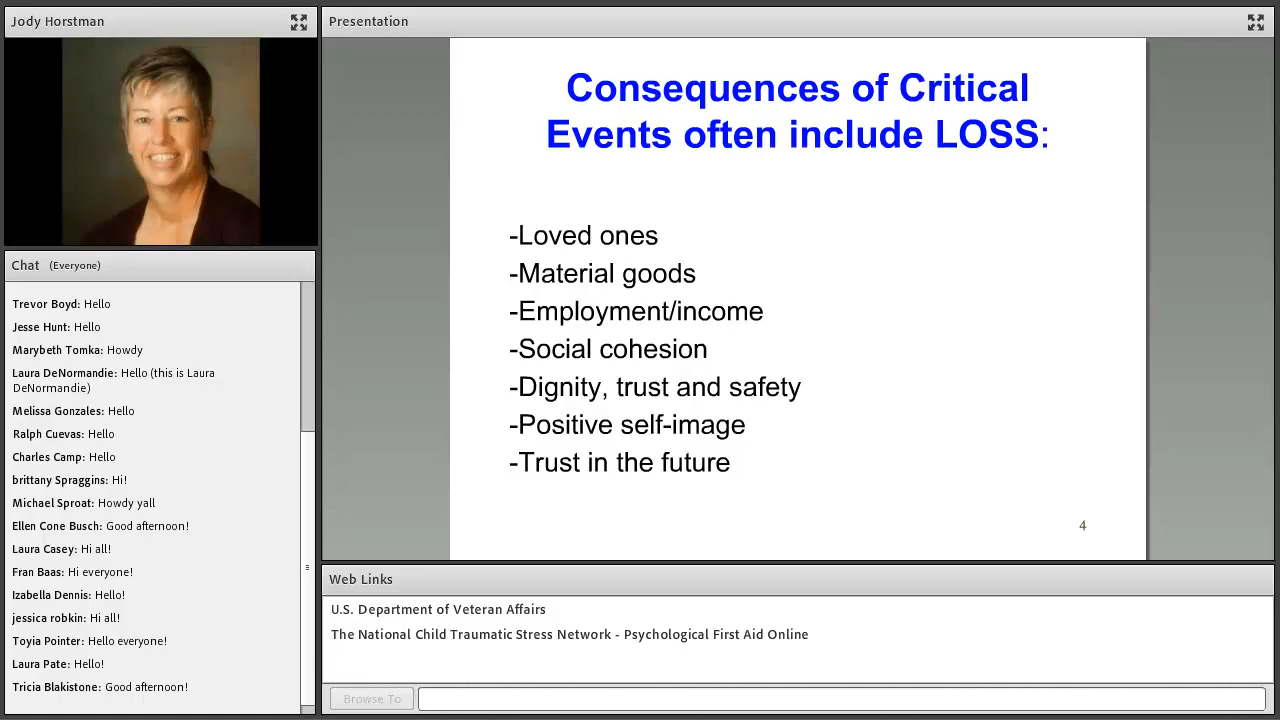 Jody Horstman
Chat (Everyone)
Trevor Boyd: Hello
Jesse Hunt: Hello
Marybeth Tomka: Howdy
Laura DeNormandie: Hello (this is Laura
DeNormandie)
Melissa Gonzales: Hello
Ralph Cuevas: Hello
Charles Camp: Hello
brittany Spraggins: Hi!
Michael Sproat: Howdy yall
Ellen Cone Busch: Good afternoon!
Laura Casey: Hi all!
Fran Baas: Hi everyone!
Izabella Dennis: Hello!
jessica robkin: Hi all!
Toyia Pointer: Hello everyone!
Laura Pate: Hello!
Tricia Blakistone: Good afternoon!
Presentation
Consequences of Critical
Events often include LOSS:
-Loved ones
-Material goods
-Employment/income
-Social cohesion
-Dignity, trust and safety
-Positive self-image
-Trust in the future
4
Web Links
U.S. Department of Veteran Affairs
The National Child Traumatic Stress Network - Psychological First Aid Online
Browse To